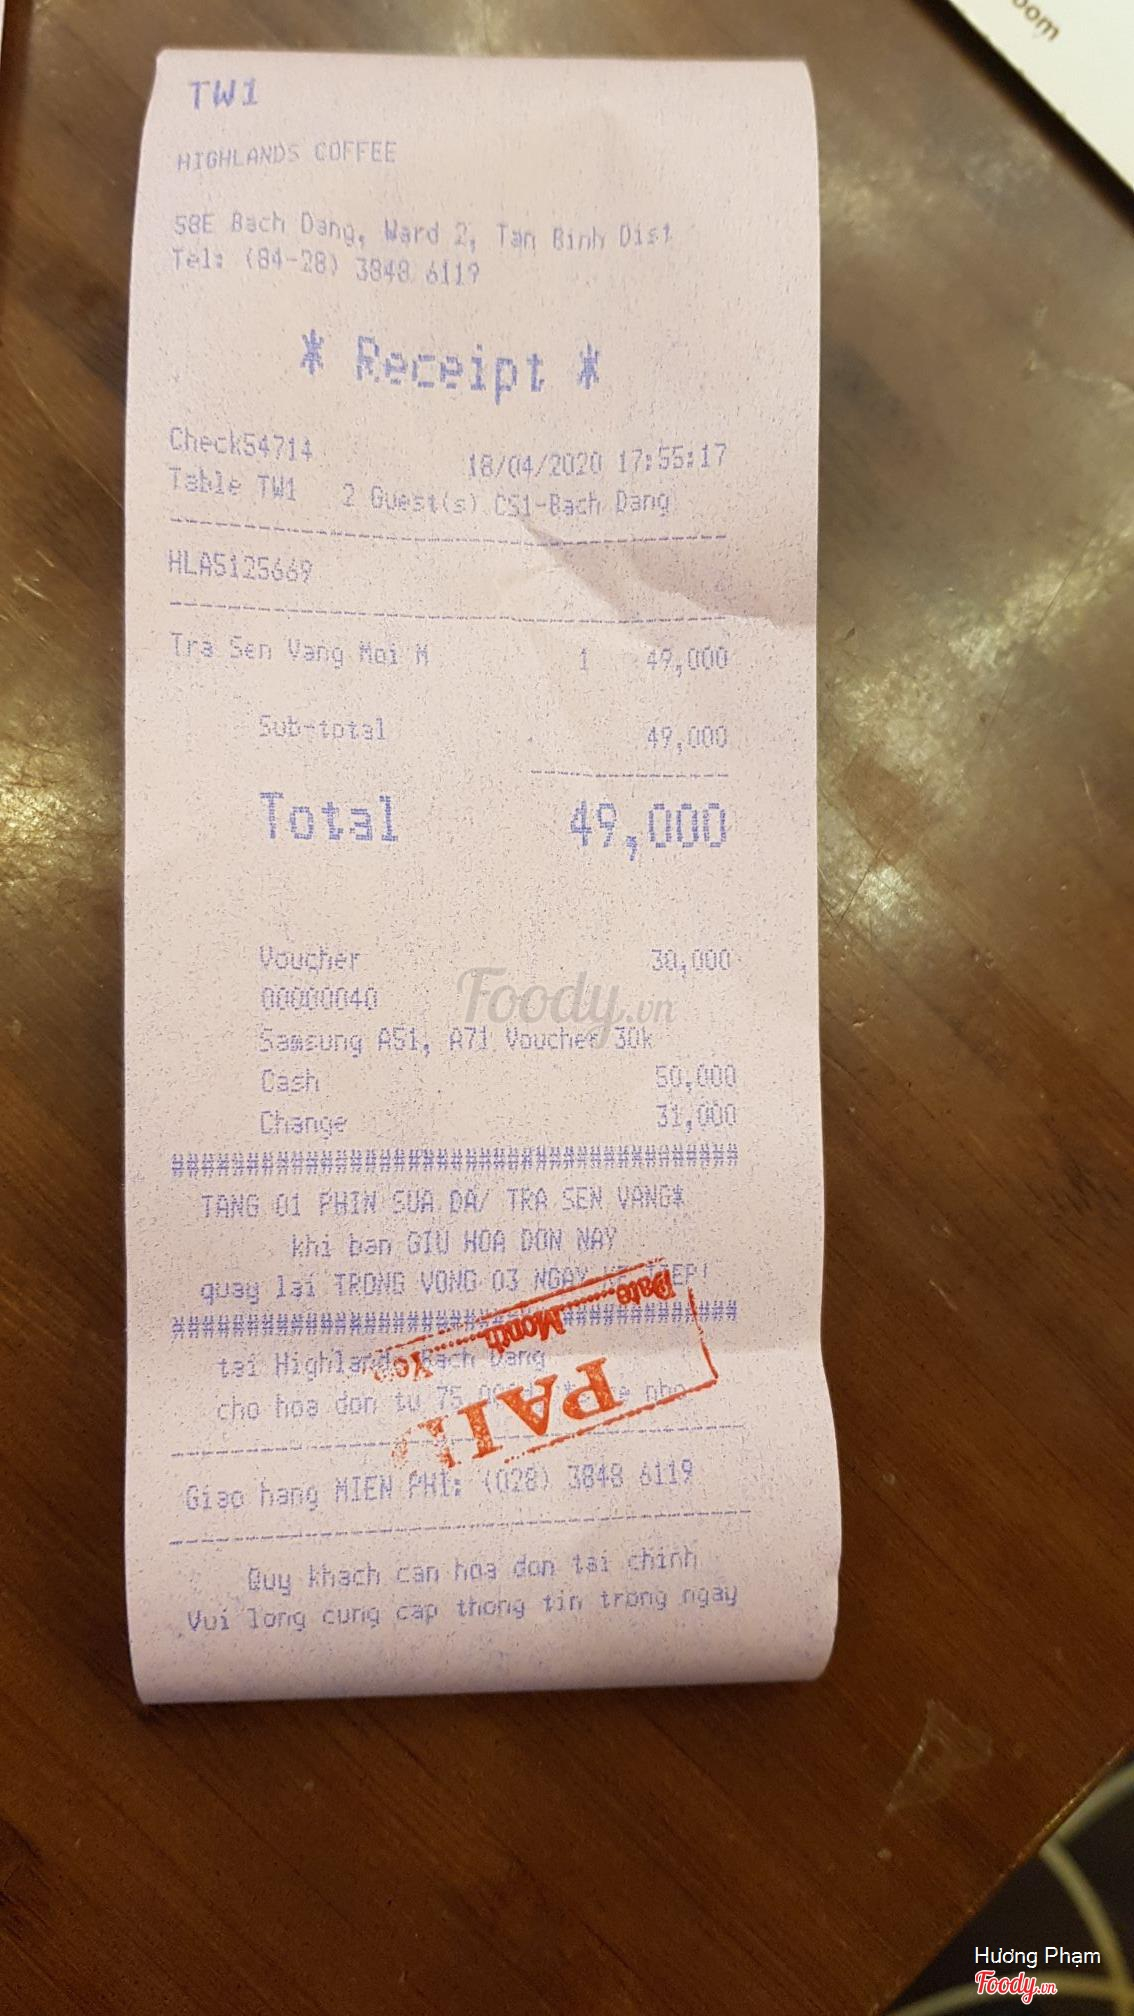 oom
TW1
HIGHLANDS COFFEE
58E Bach Dang, Ward 2, Tan Binh Dist
Tel: (84-28) 3848 6119
* Receipt *
Check54714 18/04/2020 17:55:17
Table TW1 2 Guest(s) CS1-Bach Dang
HLA5125669
Tra Sen Vang Moi M 1 49,000
Sub-total 49,000
Total 49,000
Voucher 30,000
00000040
Samsung A51, A71 Voucher 30k
Cash 50,000
Change 31,000
######################################
TANG 01 PHIN SUA DA/ TRA SEN VANG*
khi ban GIU HOA DON NAY
quay lai TRONG VONG 03 NGAY
######################################
tai Highlands Bach Dang
cho hoa don tu
PAID
Date Month
Giao hang MIEN PHI: (028) 3848 6119
Quy khach can hoa don tai chinh
Vui long cung cap thong tin trong ngay
Foody.vn
Hương Phạm
Foody.vn